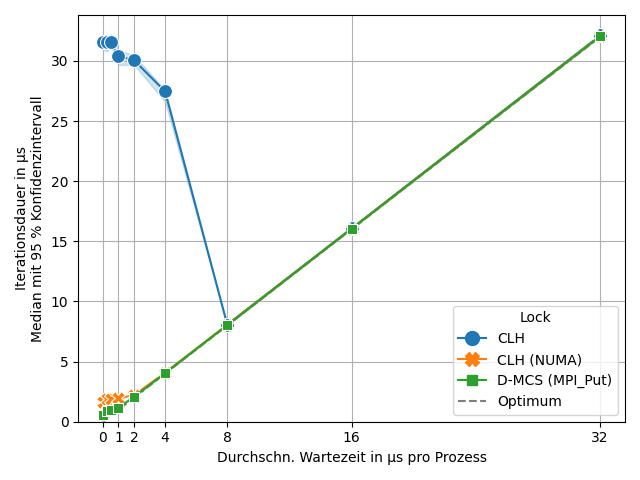 Iterationsdauer in µs
Median mit 95 % Konfidenzintervall
30
25
20
15
10
5
0
0 1 2 4 8 16 32
Durchschn. Wartezeit in µs pro Prozess
Lock
CLH
CLH (NUMA)
D-MCS (MPI_Put)
Optimum